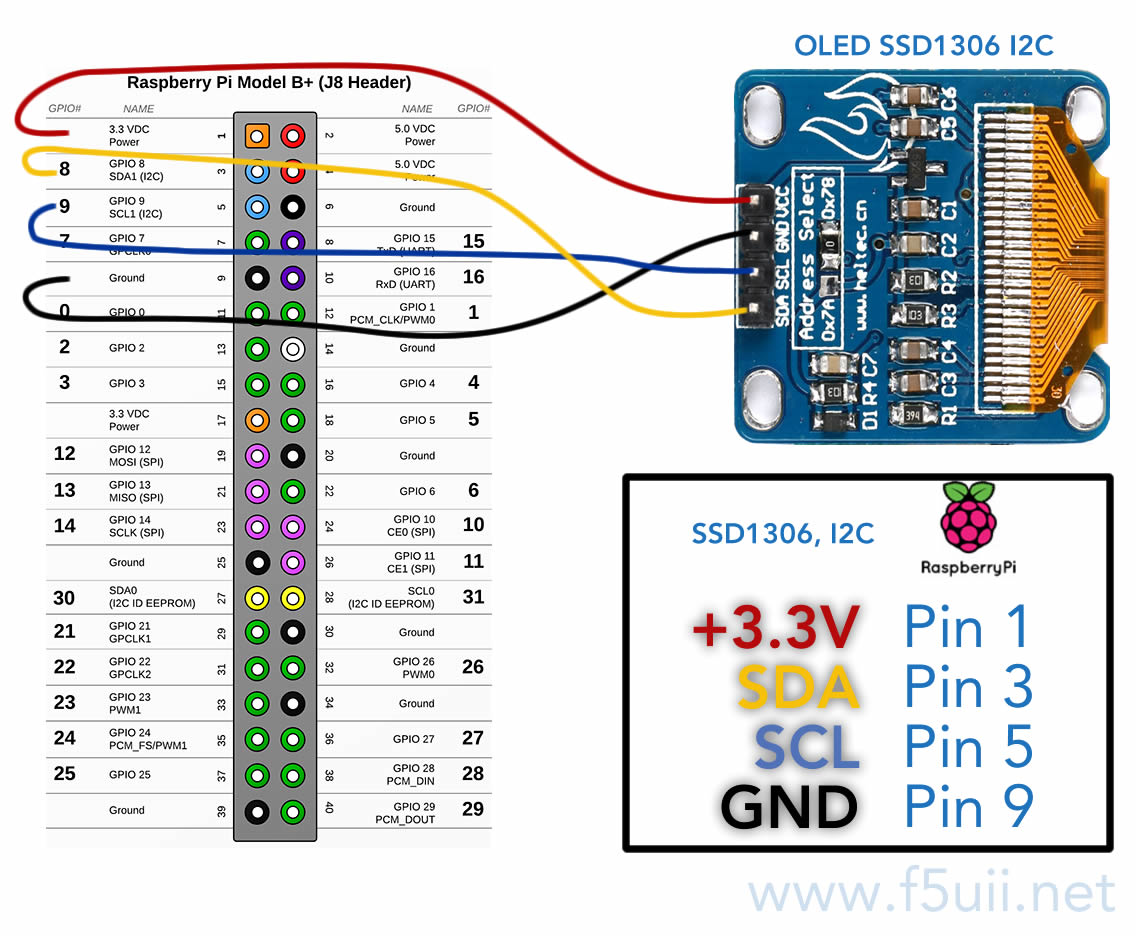 OLED SSD1306 I2C
Raspberry Pi Model B+ (J8 Header)
GPIO# NAME NAME GPIO#
3.3 VDC
Power 1 2 5.0 VDC
Power
8 GPIO 8
SDA1 (I2C) 3 4 5.0 VDC
Power
9 GPIO 9
SCL1 (I2C) 5 6 Ground
7 GPIO 7
GPCLK0 7 8 GPIO 15
TxD (UART) 15
Ground 9 10 GPIO 16
RxD (UART) 16
0 GPIO 0 11 12 GPIO 1
PCM_CLK/PWM0 1
2 GPIO 2 13 14 Ground
3 GPIO 3 15 16 GPIO 4 4
3.3 VDC
Power 17 18 GPIO 5 5
12 GPIO 12
MOSI (SPI) 19 20 Ground
13 GPIO 13
MISO (SPI) 21 22 GPIO 6 6
14 GPIO 14
SCLK (SPI) 23 24 GPIO 10
CE0 (SPI) 10
Ground 25 26 GPIO 11
CE1 (SPI) 11
30 SDA0
(I2C ID EEPROM) 27 28 SCL0
(I2C ID EEPROM) 31
21 GPIO 21
GPCLK1 29 30 Ground
22 GPIO 22
GPCLK2 31 32 GPIO 26
PWM0 26
23 GPIO 23
PWM1 33 34 Ground
24 GPIO 24
PCM_FS/PWM1 35 36 GPIO 27 27
25 GPIO 25 37 38 GPIO 28
PCM_DIN 28
Ground 39 40 GPIO 29
PCM_DOUT 29
SDA SCL GND VCC
Address Select
0x7A 0x78
www.heltec.cn
C6
C5
C1
C2
R2
R3
C4
C3
R1
C7
R4
D1
103
103
103
394
30
SSD1306, I2C
RaspberryPi
+3.3V Pin 1
SDA Pin 3
SCL Pin 5
GND Pin 9
www.f5uii.net